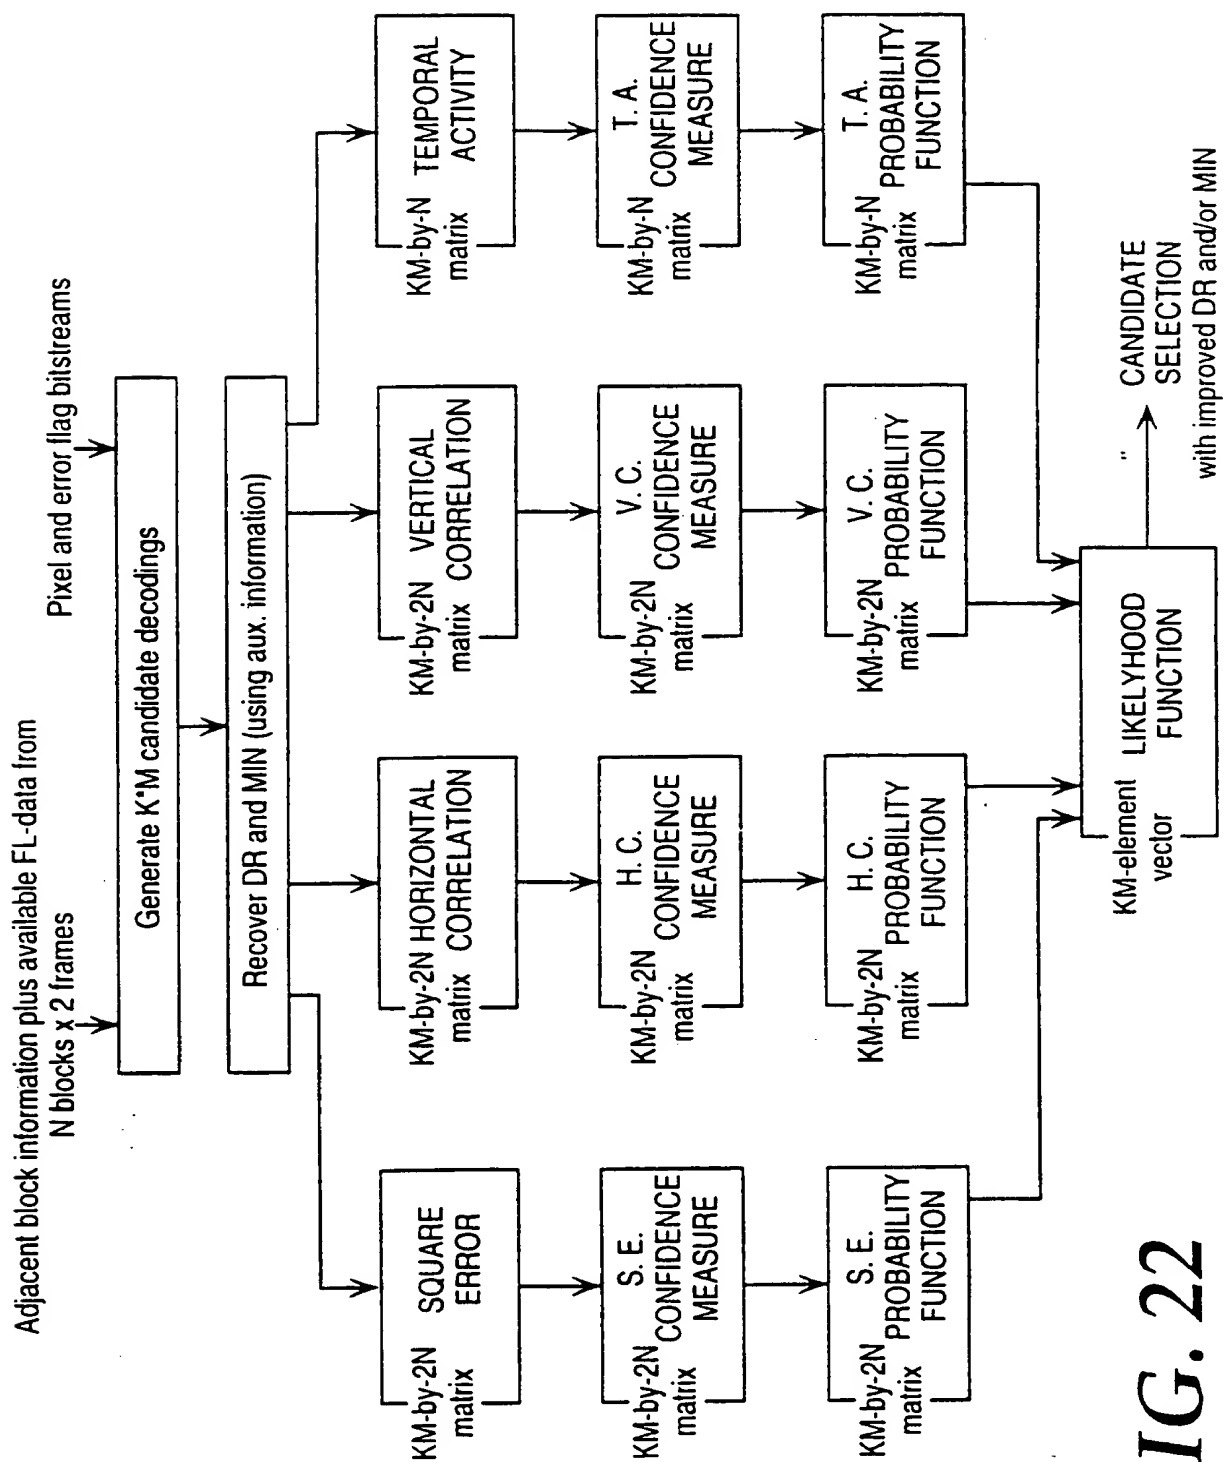 Adjacent block information plus available FL-data from
N blocks x 2 frames
Pixel and error flag bitstreams
Generate K*M candidate decodings
Recover DR and MIN (using aux. information)
KM-by-2N
matrix
SQUARE
ERROR
KM-by-2N
matrix
HORIZONTAL
CORRELATION
KM-by-2N
matrix
VERTICAL
CORRELATION
KM-by-N
matrix
TEMPORAL
ACTIVITY
KM-by-2N
matrix
S. E.
CONFIDENCE
MEASURE
KM-by-2N
matrix
H. C.
CONFIDENCE
MEASURE
KM-by-2N
matrix
V. C.
CONFIDENCE
MEASURE
KM-by-N
matrix
T. A.
CONFIDENCE
MEASURE
KM-by-2N
matrix
S. E.
PROBABILITY
FUNCTION
KM-by-2N
matrix
H. C.
PROBABILITY
FUNCTION
KM-by-2N
matrix
V. C.
PROBABILITY
FUNCTION
KM-by-N
matrix
T. A.
PROBABILITY
FUNCTION
KM-element
vector
LIKELYHOOD
FUNCTION
"
CANDIDATE
SELECTION
with improved DR and/or MIN
IG. 22